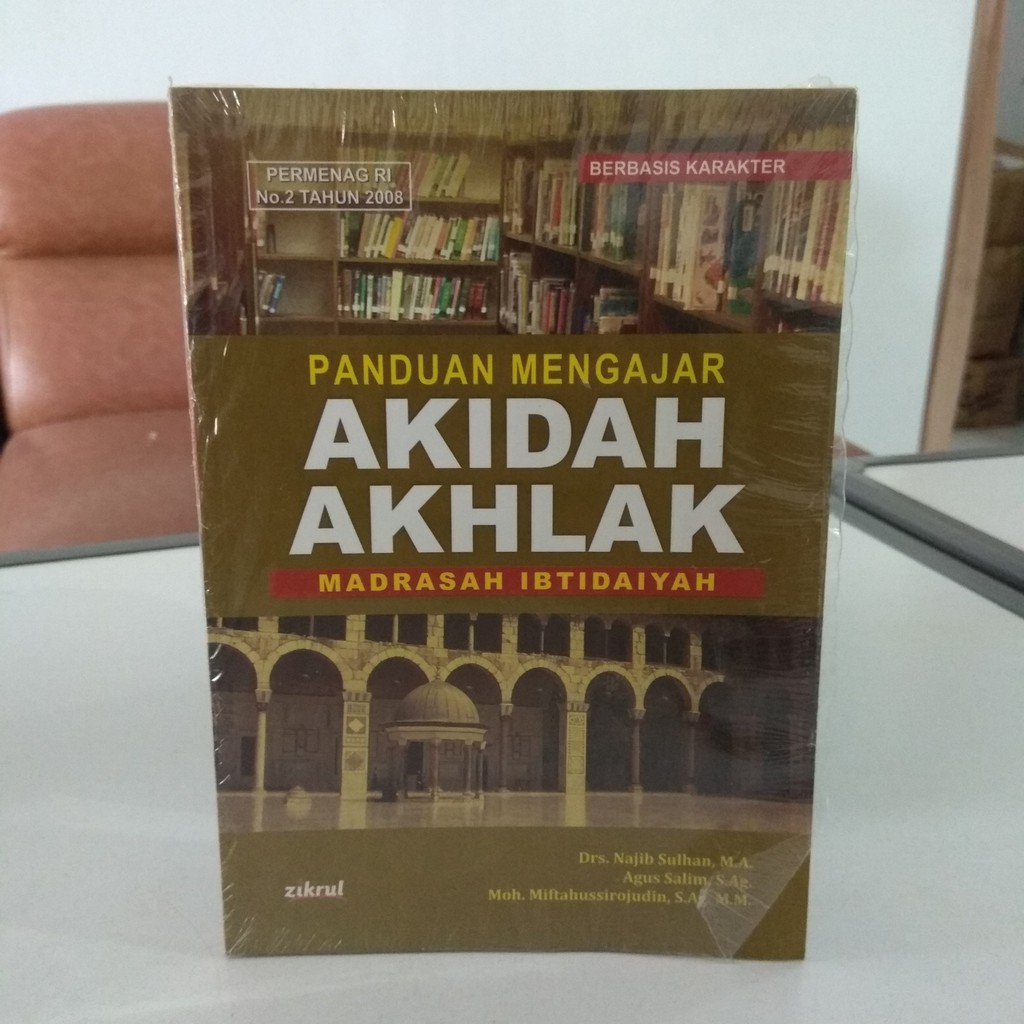 PERMENAG RI
No.2 TAHUN 2008
BERBASIS KARAKTER
PANDUAN MENGAJAR
AKIDAH
AKHLAK
MADRASAH IBTIDAIYAH
Drs. Najib Sulhan, M.A.
Agus Salim, S.Ag.
Moh. Miftahussirojudin, S.Ag. M.M.
zikrul